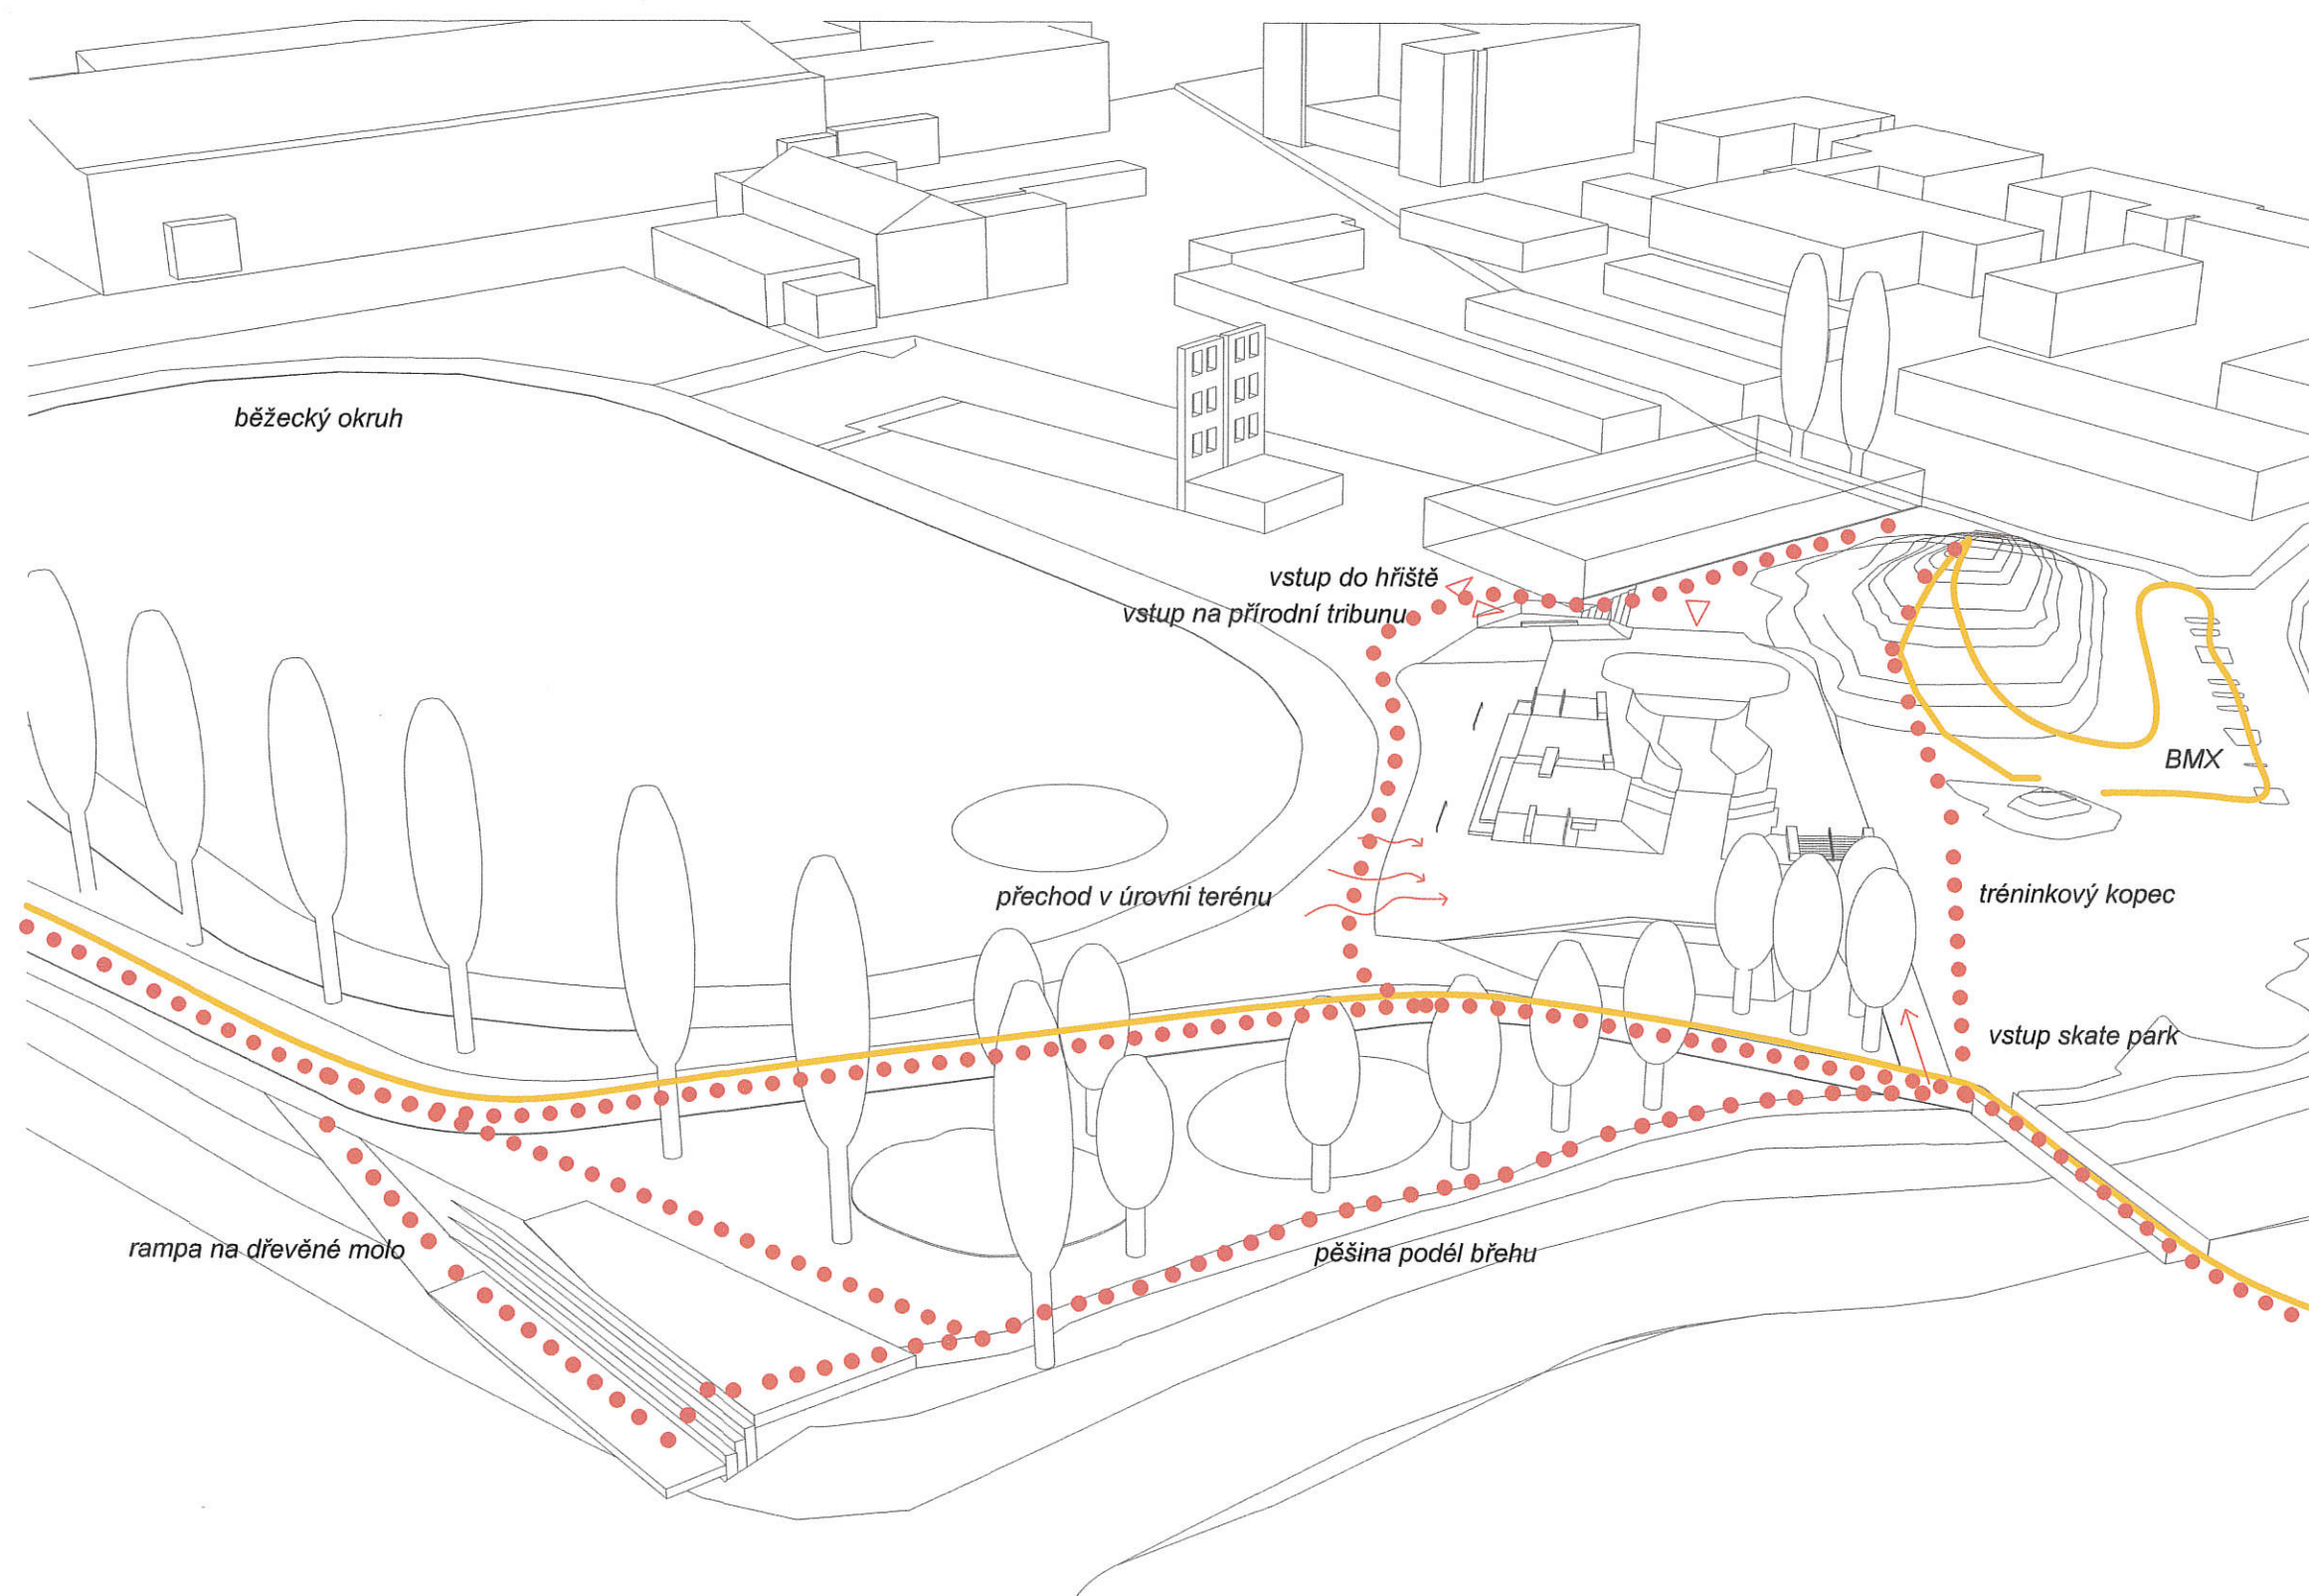 běžecký okruh
vstup do hřiště
vstup na přírodní tribunu
BMX
přechod v úrovni terénu
tréninkový kopec
vstup skate park
rampa na dřevěné molo
pěšina podél břehu